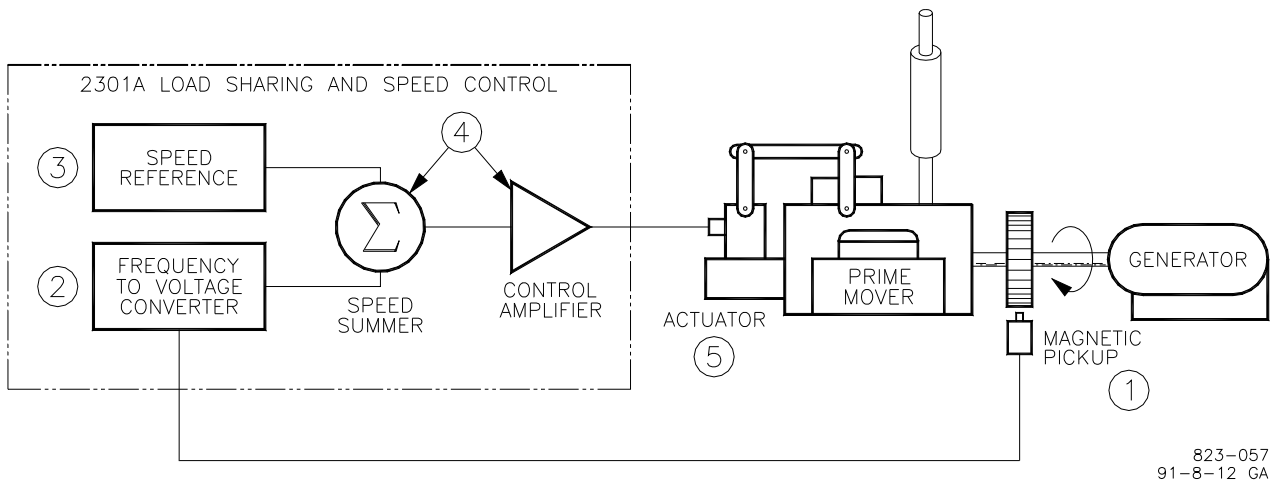 2301A LOAD SHARING AND SPEED CONTROL
3
SPEED
REFERENCE
4
2
FREQUENCY
TO VOLTAGE
CONVERTER
Σ
SPEED
SUMMER
CONTROL
AMPLIFIER
ACTUATOR
5
PRIME
MOVER
GENERATOR
MAGNETIC
PICKUP
1
823-057
91-8-12 GA